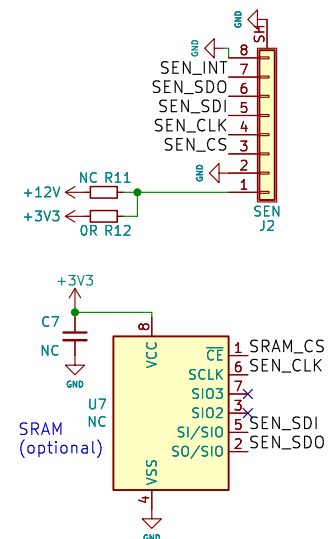 GND
SH
GND
8
SEN_INT
7
SEN_SDO
6
SEN_SDI
5
SEN_CLK
4
SEN_CS
3
GND
2
NC R11
+12V
1
+3V3
0R R12
SEN
J2
+3V3
C7
NC
GND
8
VCC
CE
1
SRAM_CS
SCLK
6
SEN_CLK
SIO3
7
U7
NC
SIO2
3
SRAM
(optional)
SI/SIO
5
SEN_SDI
SO/SIO
2
SEN_SDO
VSS
4
GND